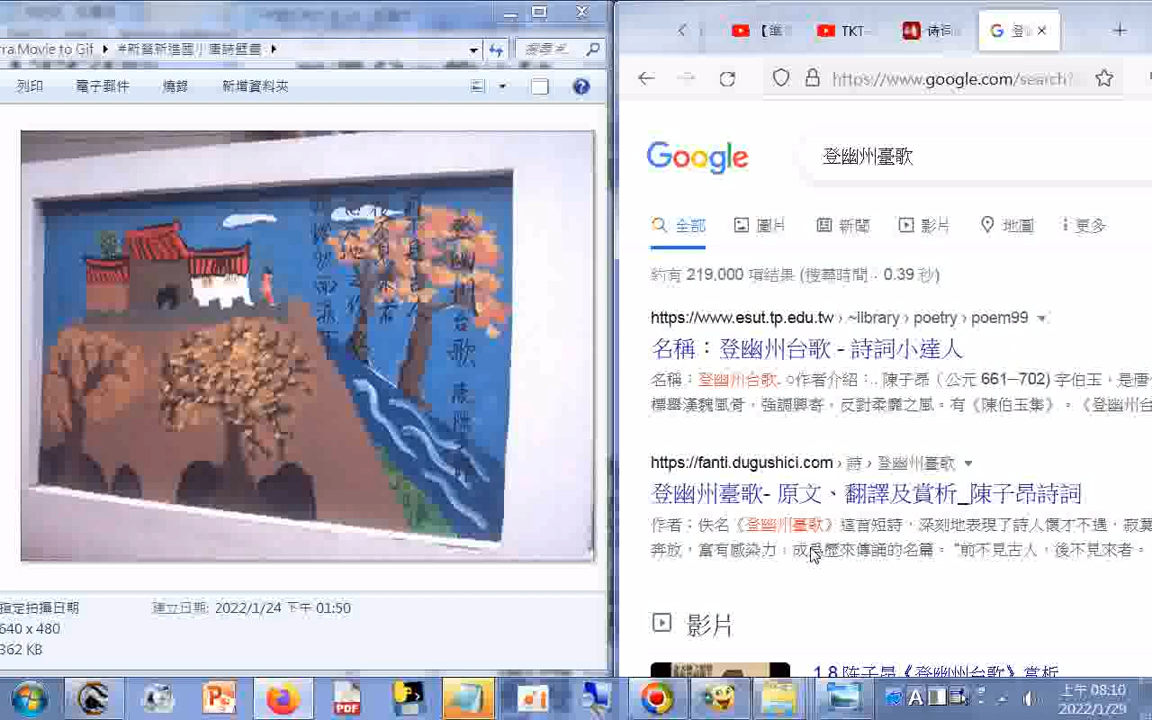 rra.Movie to Gif ▸ #新營新進國小唐詩壁畫 ▸
列印 電子郵件 燒錄 新增資料夾
登幽州台歌
指定拍攝日期
建立日期: 2022/1/24 下午 01:50
640 x 480
362 KB
TKT
诗词
登
https://www.google.com/search?
Google
登幽州臺歌
全部 圖片 新聞 影片 地圖 更多
約有 219,000 項結果 (搜尋時間:0.39 秒)
https://www.esut.tp.edu.tw › ~library › poetry › poem99
名稱：登幽州台歌 - 詩詞小達人
名稱：登幽州台歌. ○作者介紹：. 陳子昂（公元 661─702) 字伯玉，是唐
標舉漢魏風骨，強調興寄，反對柔靡之風。有《陳伯玉集》。《登幽州台
https://fanti.dugushici.com › 詩 › 登幽州臺歌
登幽州臺歌- 原文、翻譯及賞析_陳子昂詩詞
作者：佚名《登幽州臺歌》這首短詩，深刻地表現了詩人懷才不遇，寂寞
奔放，富有感染力，成爲歷來傳誦的名篇。 “前不見古人，後不見來者。
影片
1.8 陈子昂《登幽州台歌》赏析
PDF
A
上午 08:10
2022/1/29